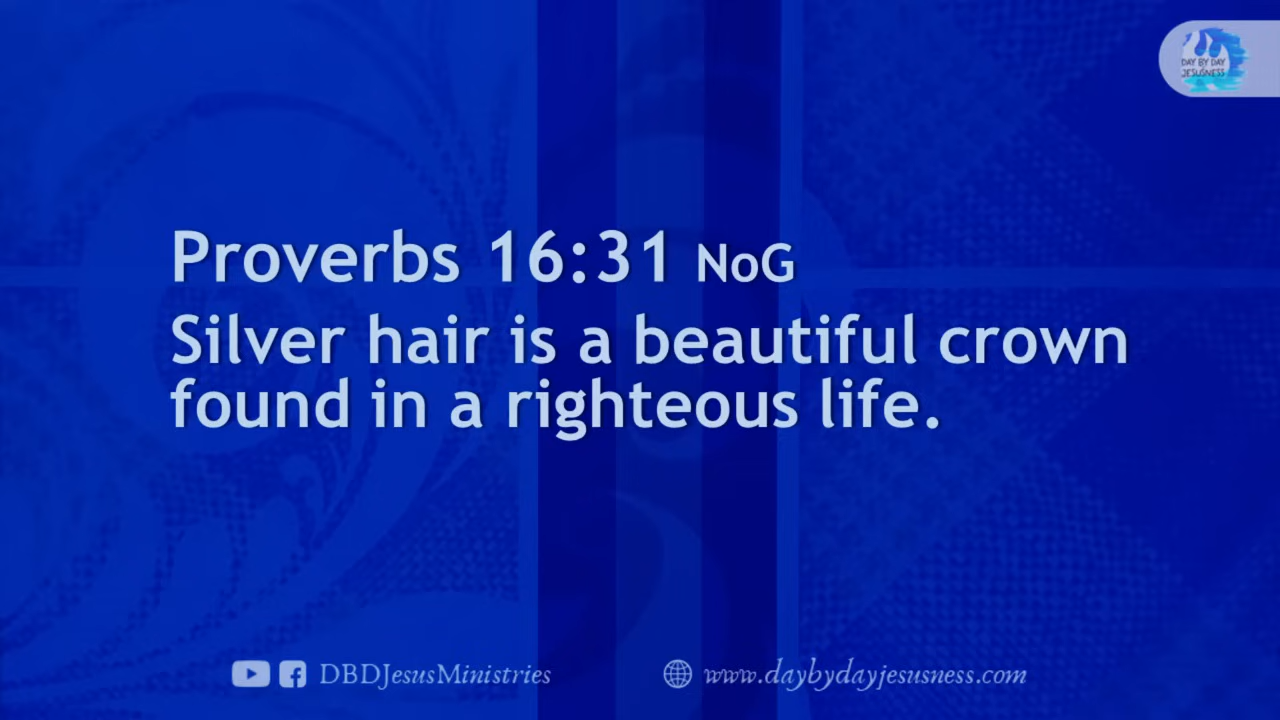 DAY BY DAY
JESUSNESS
Proverbs 16:31 NoG
Silver hair is a beautiful crown
found in a righteous life.
DBDJesusMinistries
www.daybydayjesusness.com